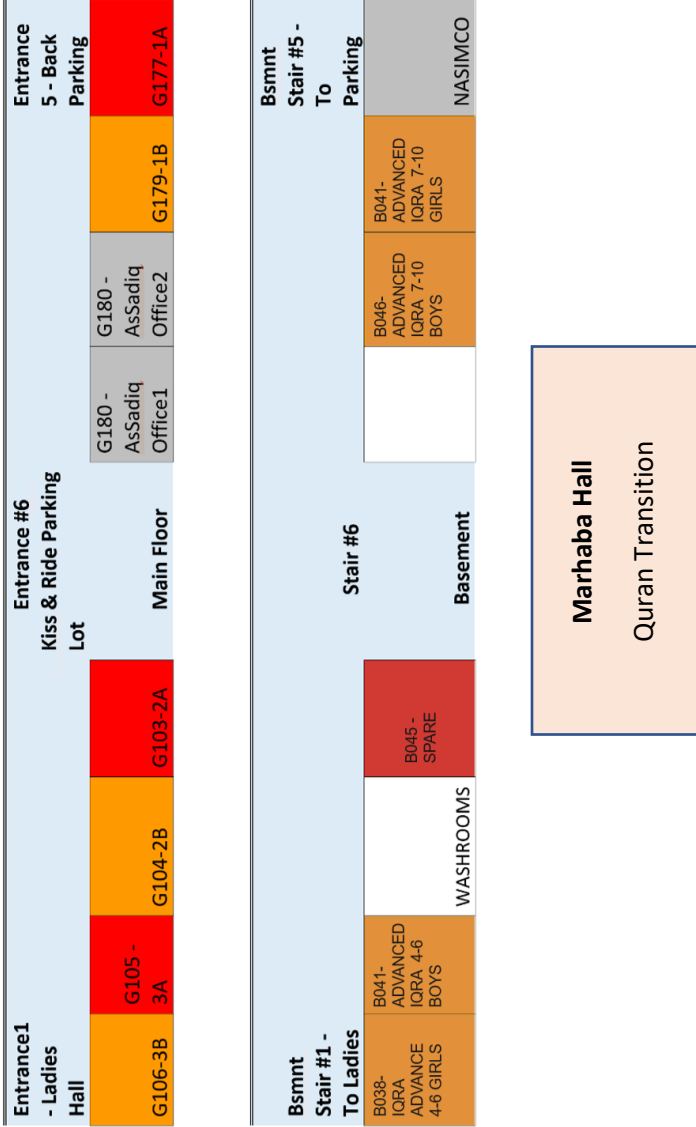 Entrance1
- Ladies
Hall
Entrance #6
Kiss & Ride Parking
Lot
Entrance
5 - Back
Parking
G106-3B
G105 -
3A
G104-2B
G103-2A
Main Floor
G180 -
AsSadiq
Office1
G180 -
AsSadiq
Office2
G179-1B
G177-1A
Bsmnt
Stair #1 -
To Ladies
Stair #6
Bsmnt
Stair #5 -
To
Parking
B038-
IQRA
ADVANCE
4-6 GIRLS
B041-
ADVANCED
IQRA 4-6
BOYS
WASHROOMS
B045 -
SPARE
Basement
B046-
ADVANCED
IQRA 7-10
BOYS
B041-
ADVANCED
IQRA 7-10
GIRLS
NASIMCO
Marhaba Hall
Quran Transition